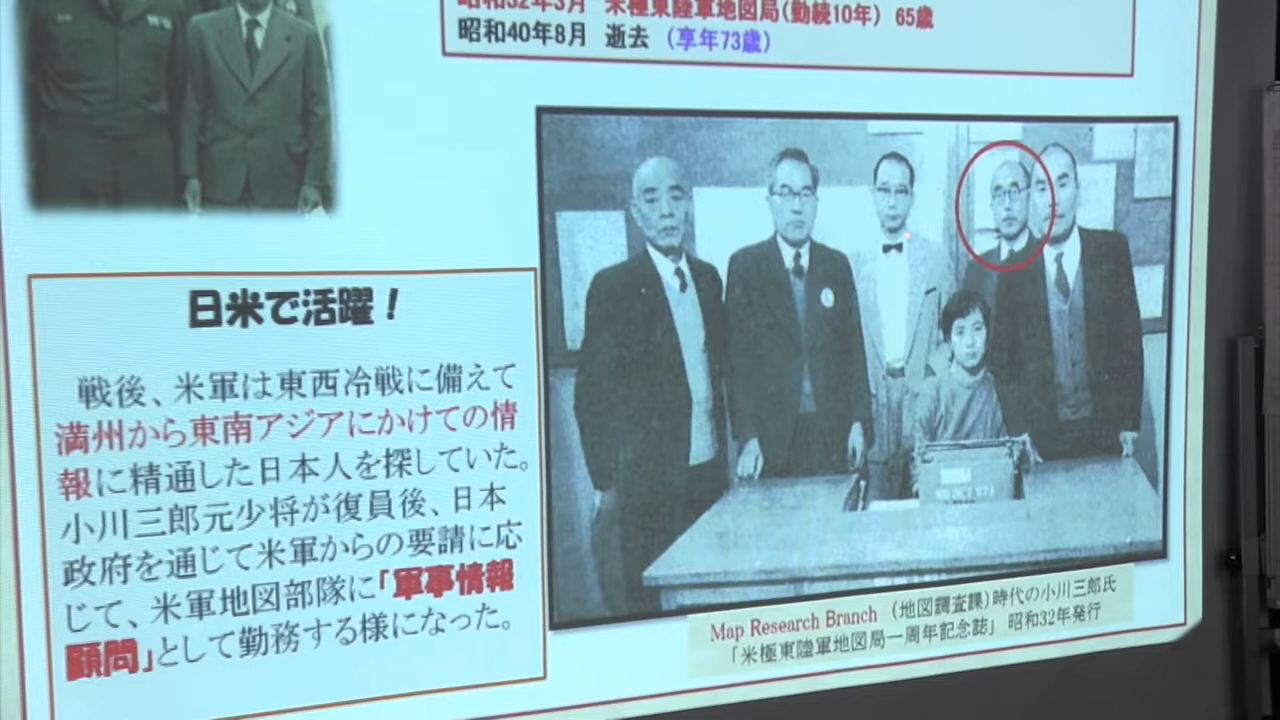 昭和32年3月 米極東陸軍地図局(勤続10年) 65歳
昭和40年8月 逝去 (享年73歳)
日米で活躍!
戦後、米軍は東西冷戦に備えて
満州から東南アジアにかけての情
報に精通した日本人を探していた。
小川三郎元少将が復員後、日本
政府を通じて米軍からの要請に応
じて、米軍地図部隊に「軍事情報
顧問」として勤務する様になった。
Map Research Branch (地図調査課)時代の小川三郎氏
「米極東陸軍地図局一周年記念誌」 昭和32年発行